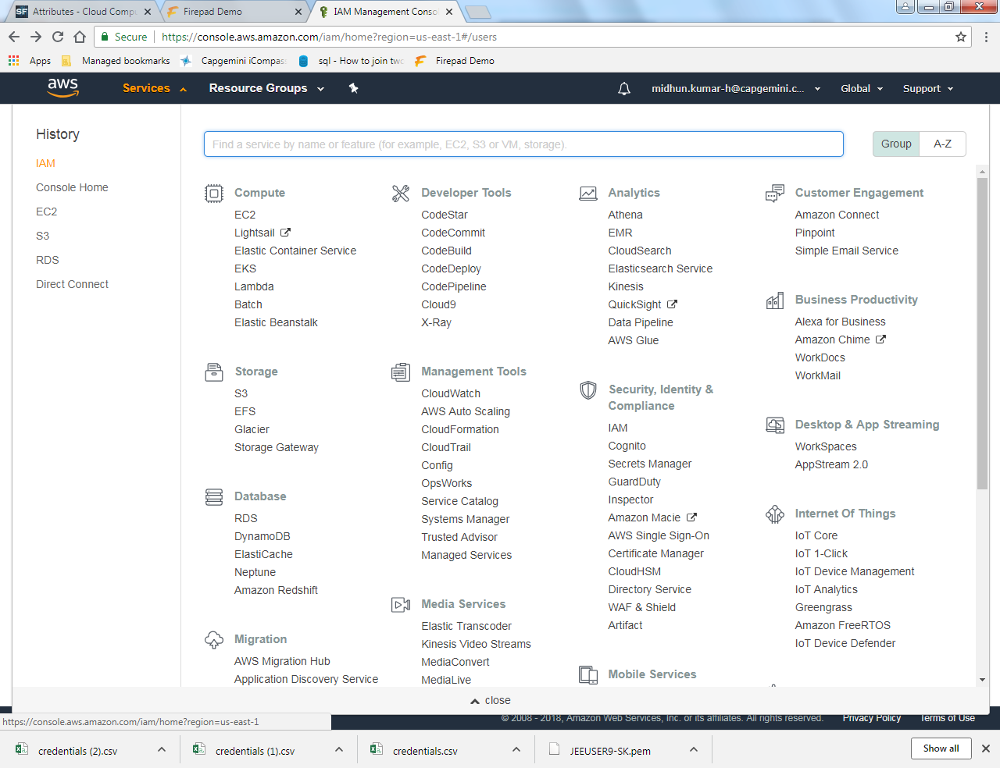 SF Attributes - Cloud Compu
Firepad Demo
IAM Management Conso
Secure https://console.aws.amazon.com/iam/home?region=us-east-1#/users
Apps Managed bookmarks Capgemini iCompas sql - How to join two Firepad Demo
aws Services Resource Groups midhun.kumar-h@capgemini.c... Global Support
History
IAM
Console Home
EC2
S3
RDS
Direct Connect
Find a service by name or feature (for example, EC2, S3 or VM, storage).
Group A-Z
Compute
EC2
Lightsail
Elastic Container Service
EKS
Lambda
Batch
Elastic Beanstalk
Storage
S3
EFS
Glacier
Storage Gateway
Database
RDS
DynamoDB
ElastiCache
Neptune
Amazon Redshift
Migration
AWS Migration Hub
Application Discovery Service
Developer Tools
CodeStar
CodeCommit
CodeBuild
CodeDeploy
CodePipeline
Cloud9
X-Ray
Management Tools
CloudWatch
AWS Auto Scaling
CloudFormation
CloudTrail
Config
OpsWorks
Service Catalog
Systems Manager
Trusted Advisor
Managed Services
Media Services
Elastic Transcoder
Kinesis Video Streams
MediaConvert
MediaLive
Analytics
Athena
EMR
CloudSearch
Elasticsearch Service
Kinesis
QuickSight
Data Pipeline
AWS Glue
Security, Identity &
Compliance
IAM
Cognito
Secrets Manager
GuardDuty
Inspector
Amazon Macie
AWS Single Sign-On
Certificate Manager
CloudHSM
Directory Service
WAF & Shield
Artifact
Mobile Services
Customer Engagement
Amazon Connect
Pinpoint
Simple Email Service
Business Productivity
Alexa for Business
Amazon Chime
WorkDocs
WorkMail
Desktop & App Streaming
WorkSpaces
AppStream 2.0
Internet Of Things
IoT Core
IoT 1-Click
IoT Device Management
IoT Analytics
Greengrass
Amazon FreeRTOS
IoT Device Defender
close
© 2008 - 2018, Amazon Web Services, Inc. or its affiliates. All rights reserved. Privacy Policy Terms of Use
https://console.aws.amazon.com/iam/home?region=us-east-1
credentials (2).csv credentials (1).csv credentials.csv JEEUSER9-SK.pem Show all